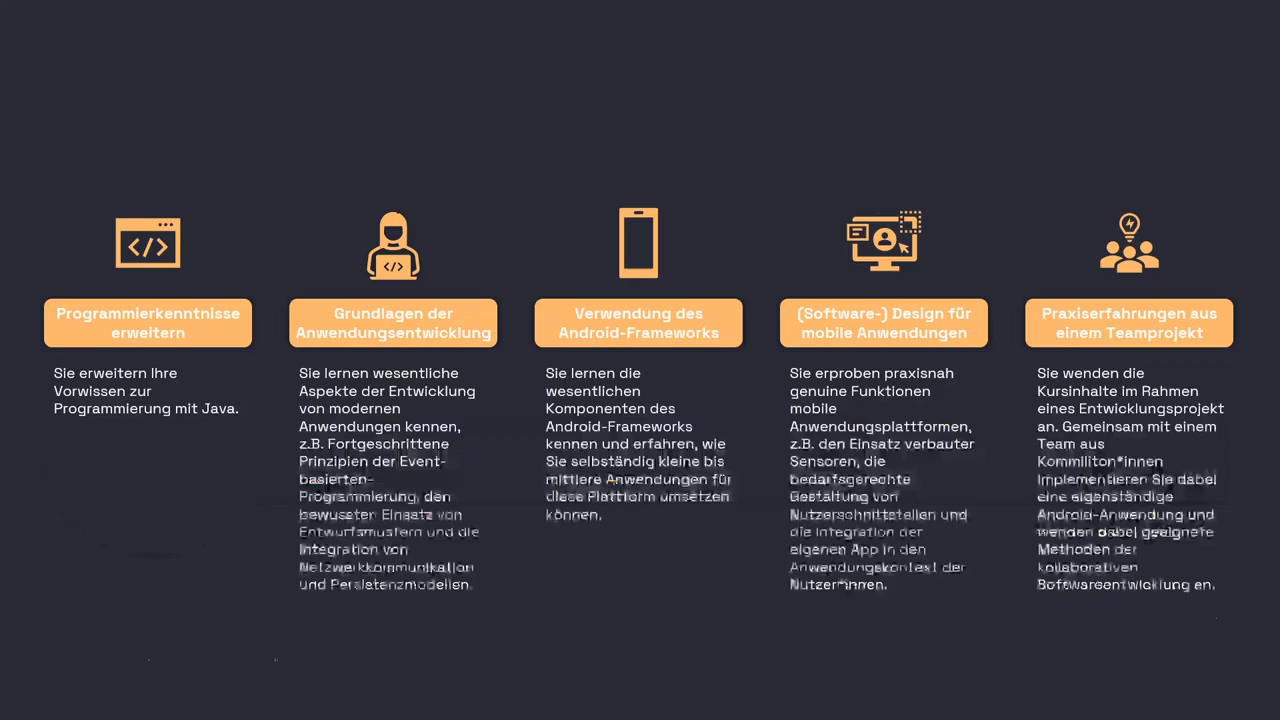 Programmierkenntnisse
erweitern
Sie erweitern Ihre
Vorwissen zur
Programmierung mit Java.
Grundlagen der
Anwendungsentwicklung
Sie lernen wesentliche
Aspekte der Entwicklung
von modernen
Anwendungen kennen,
z.B. Fortgeschrittene
Prinzipien der Event-
basierten-
Programmierung, den
bewusster Einsatz von
Entwurfsmustern und die
Integration von
Netzwerkkommunikation
und Persistenzmodellen.
Verwendung des
Android-Frameworks
Sie lernen die
wesentlichen
Komponenten des
Android-Frameworks
kennen und erfahren, wie
Sie selbständig kleine bis
mittlere Anwendungen für
diese Plattform umsetzen
können.
(Software-) Design für
mobile Anwendungen
Sie erproben praxisnah
genuine Funktionen
mobile
Anwendungsplattformen,
z.B. den Einsatz verbauter
Sensoren, die
bedarfsgerechte
Gestaltung von
Nutzerschnittstellen und
die Integration der
eigenen App in den
Anwendungskontext der
Nutzer*innen.
Praxiserfahrungen aus
einem Teamprojekt
Sie wenden die
Kursinhalte im Rahmen
eines Entwicklungsprojekt
an. Gemeinsam mit einem
Team aus
Kommiliton*innen
implementieren Sie dabei
eine eigenständige
Android-Anwendung und
wenden dabei geeignete
Methoden der
kollaborativen
Softwareentwicklung an.